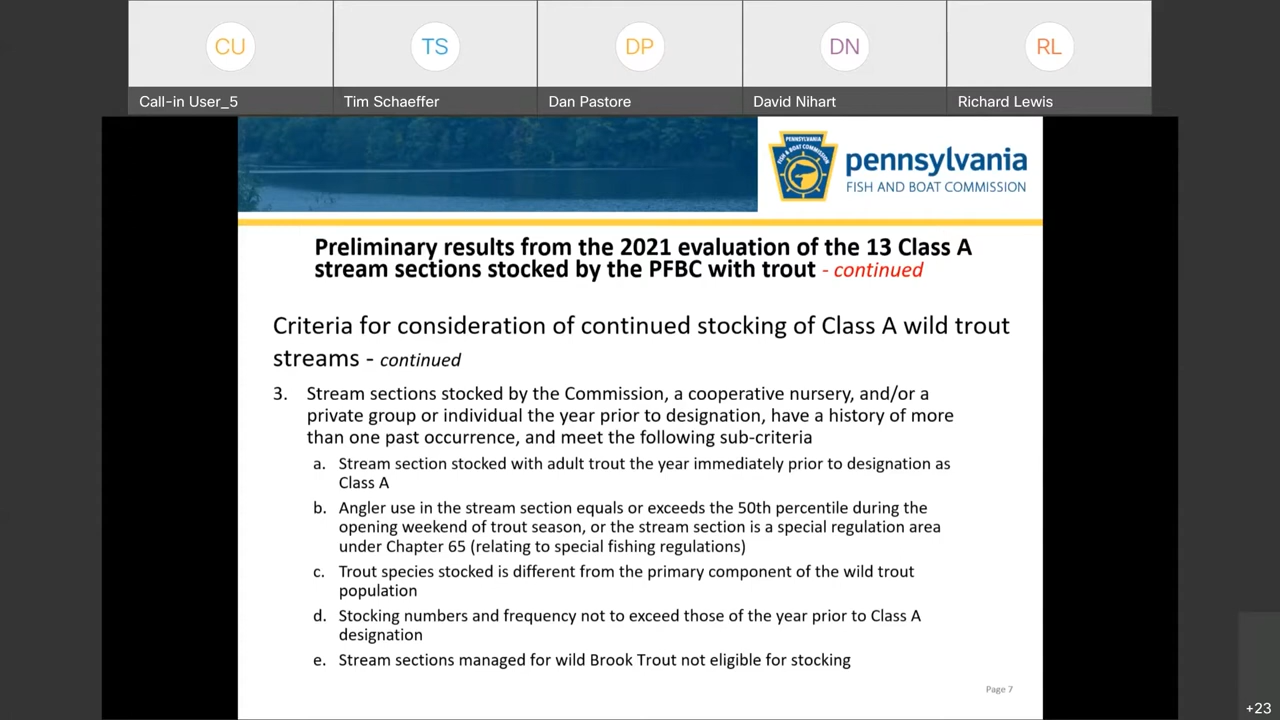 CU
TS
DP
DN
RL
Call-in User_5
Tim Schaeffer
Dan Pastore
David Nihart
Richard Lewis
PENNSYLVANIA
FISH & BOAT COMMISSION
pennsylvania
FISH AND BOAT COMMISSION
Preliminary results from the 2021 evaluation of the 13 Class A
stream sections stocked by the PFBC with trout - continued
Criteria for consideration of continued stocking of Class A wild trout
streams - continued
3. Stream sections stocked by the Commission, a cooperative nursery, and/or a
private group or individual the year prior to designation, have a history of more
than one past occurrence, and meet the following sub-criteria
a. Stream section stocked with adult trout the year immediately prior to designation as
Class A
b. Angler use in the stream section equals or exceeds the 50th percentile during the
opening weekend of trout season, or the stream section is a special regulation area
under Chapter 65 (relating to special fishing regulations)
c. Trout species stocked is different from the primary component of the wild trout
population
d. Stocking numbers and frequency not to exceed those of the year prior to Class A
designation
e. Stream sections managed for wild Brook Trout not eligible for stocking
Page 7
+23